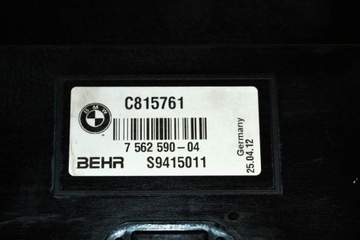 BMW
C815761
7 562 590-04
BEHR S9415011
Germany
25.04.12